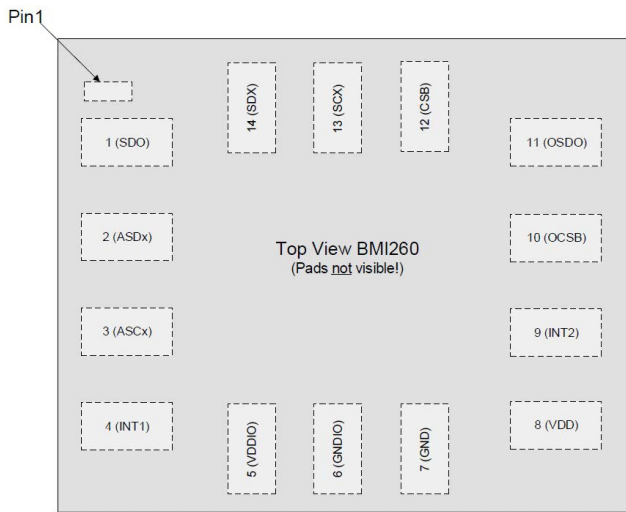 Pin1
14 (SDX)
13 (SCX)
12 (CSB)
1 (SDO)
11 (OSDO)
2 (ASDx)
10 (OCSB)
Top View BMI260
(Pads not visible!)
3 (ASCx)
9 (INT2)
4 (INT1)
8 (VDD)
5 (VDDIO)
6 (GNDIO)
7 (GND)